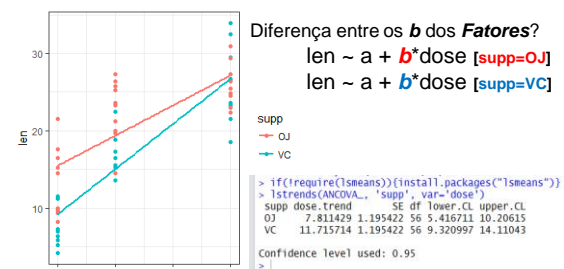 Diferença entre os b dos Fatores?
len ~ a + b*dose [supp=OJ]
len ~ a + b*dose [supp=VC]
30
20
10
len
supp
OJ
VC
> if(!require(lsmeans)){install.packages("lsmeans")}
> lstrends(ANCOVA_, 'supp', var='dose')
supp dose.trend SE df lower.CL upper.CL
OJ 7.811429 1.195422 56 5.416711 10.20615
VC 11.715714 1.195422 56 9.320997 14.11043
Confidence level used: 0.95
>